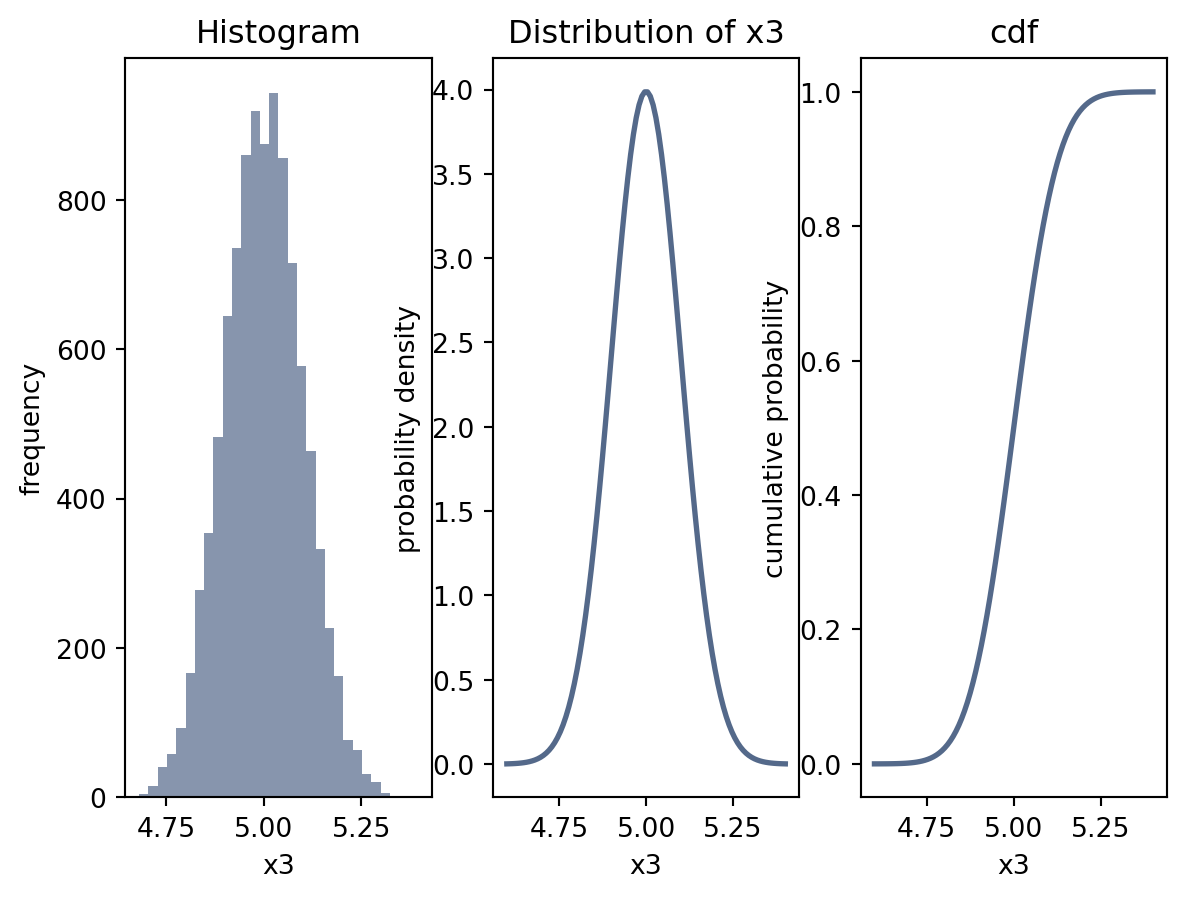 Histogram
frequency
800
600
400
200
0
4.75 5.00 5.25
x3
Distribution of x3
probability density
4.0
3.5
3.0
2.5
2.0
1.5
1.0
0.5
0.0
4.75 5.00 5.25
x3
cdf
cumulative probability
1.0
0.8
0.6
0.4
0.2
0.0
4.75 5.00 5.25
x3